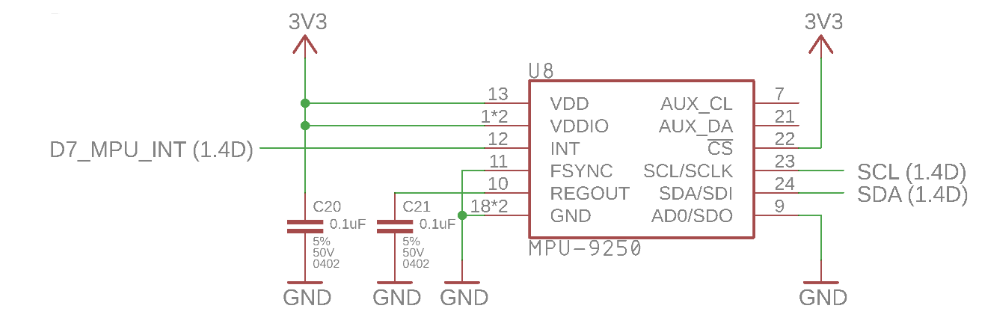 3V3
3V3
U8
13 VDD AUX_CL 7
1*2 VDDIO AUX_DA 21
D7_MPU_INT (1.4D) 12 INT CS 22
11 FSYNC SCL/SCLK 23 SCL (1.4D)
10 REGOUT SDA/SDI 24 SDA (1.4D)
18*2 GND AD0/SDO 9
C20
0.1uF
5%
50V
0402
C21
0.1uF
5%
50V
0402
MPU-9250
GND
GND
GND
GND